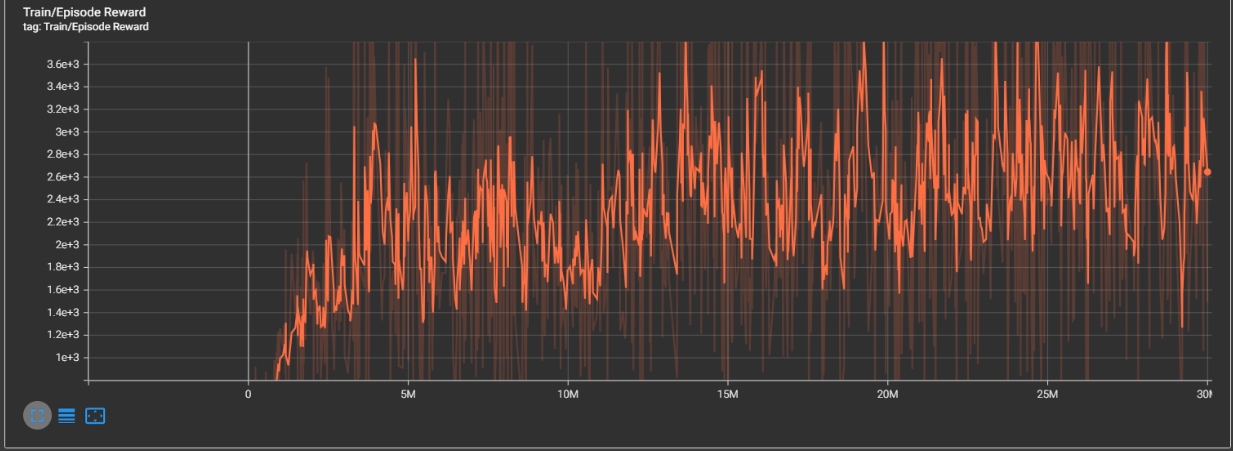 Train/Episode Reward
tag: Train/Episode Reward
3.6e+3
3.4e+3
3.2e+3
3e+3
2.8e+3
2.6e+3
2.4e+3
2.2e+3
2e+3
1.8e+3
1.6e+3
1.4e+3
1.2e+3
1e+3
0 5M 10M 15M 20M 25M 30M